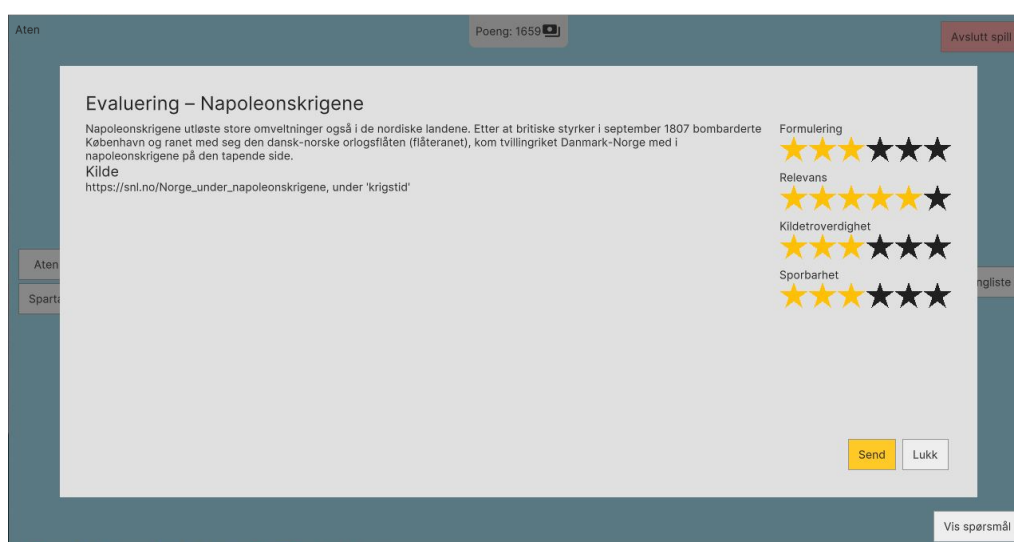 Aten
Poeng: 1659
Avslutt spill
Evaluering – Napoleonskrigene
Napoleonskrigene utløste store omveltninger også i de nordiske landene. Etter at britiske styrker i september 1807 bombarderte
København og ranet med seg den dansk-norske orlogsflåten (flåteranet), kom tvillingriket Danmark-Norge med i
napoleonskrigene på den tapende side.
Kilde
https://snl.no/Norge_under_napoleonskrigene, under 'krigstid'
Formulering
Relevans
Kildetroverdighet
Sporbarhet
Aten
Sparta
ngliste
Send
Lukk
Vis spørsmål